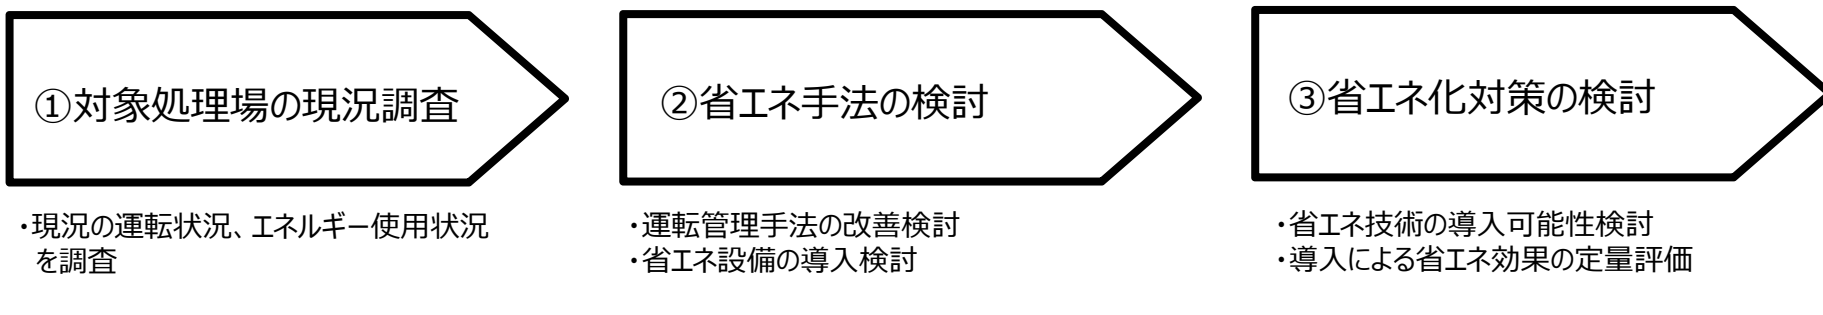 ①対象処理場の現況調査
・現況の運転状況、エネルギー使用状況
を調査
②省エネ手法の検討
・運転管理手法の改善検討
・省エネ設備の導入検討
③省エネ化対策の検討
・省エネ技術の導入可能性検討
・導入による省エネ効果の定量評価